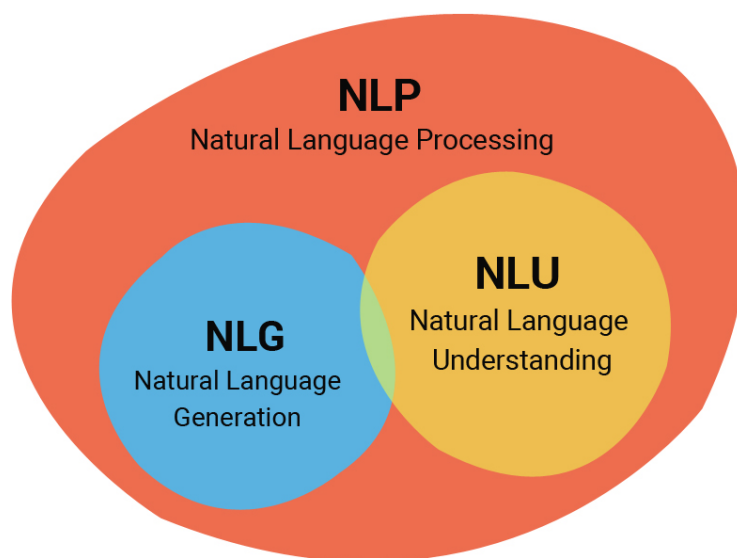 NLP
Natural Language Processing
NLU
Natural Language
Understanding
NLG
Natural Language
Generation